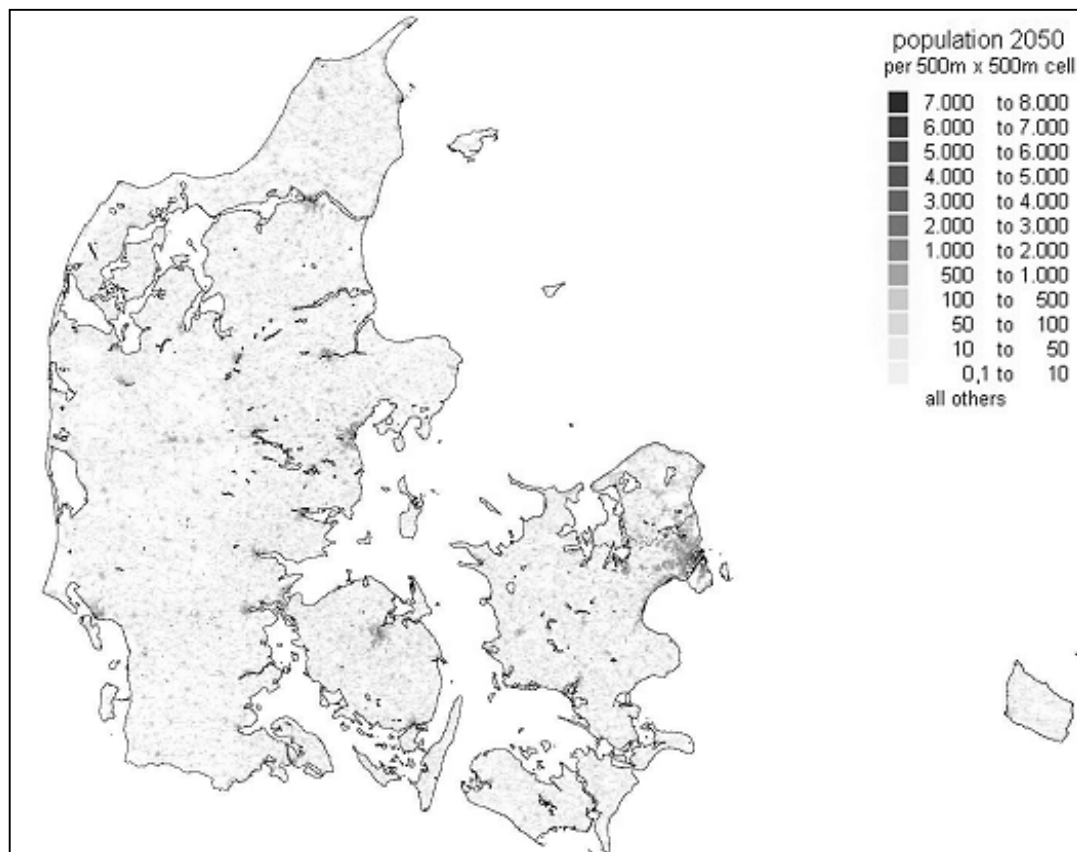 population 2050
per 500m x 500m cell
7.000 to 8.000
6.000 to 7.000
5.000 to 6.000
4.000 to 5.000
3.000 to 4.000
2.000 to 3.000
1.000 to 2.000
500 to 1.000
100 to 500
50 to 100
10 to 50
0,1 to 10
all others